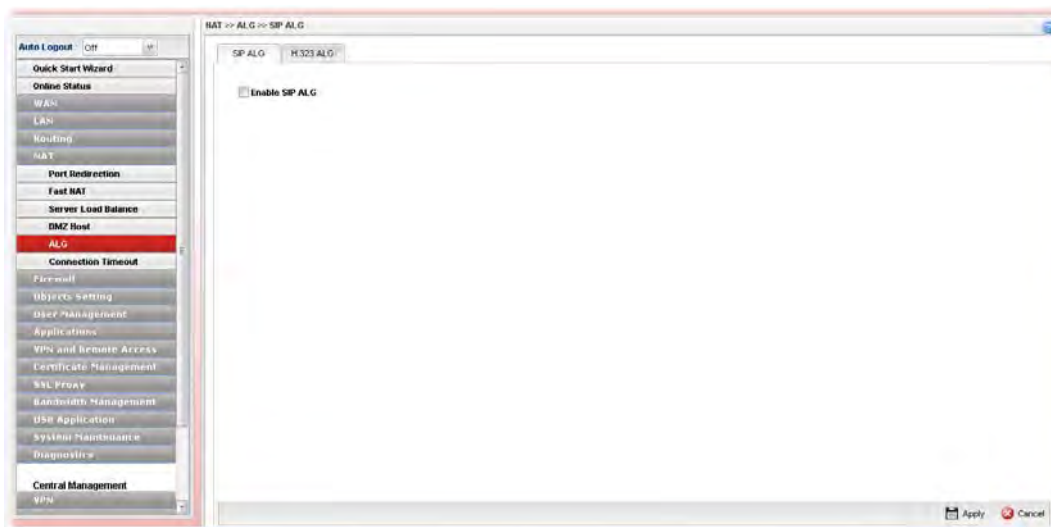 NAT >> ALG >> SIP ALG
Auto Logout Off
Quick Start Wizard
Online Status
WAN
LAN
Routing
NAT
Port Redirection
Fast NAT
Server Load Balance
DMZ Host
ALG
Connection Timeout
Firewall
Objects Setting
User Management
Applications
VPN and Remote Access
Certificate Management
SSL Proxy
Bandwidth Management
USB Application
System Maintenance
Diagnostics
Central Management
VPN
SIP ALG H.323 ALG
Enable SIP ALG
Apply Cancel